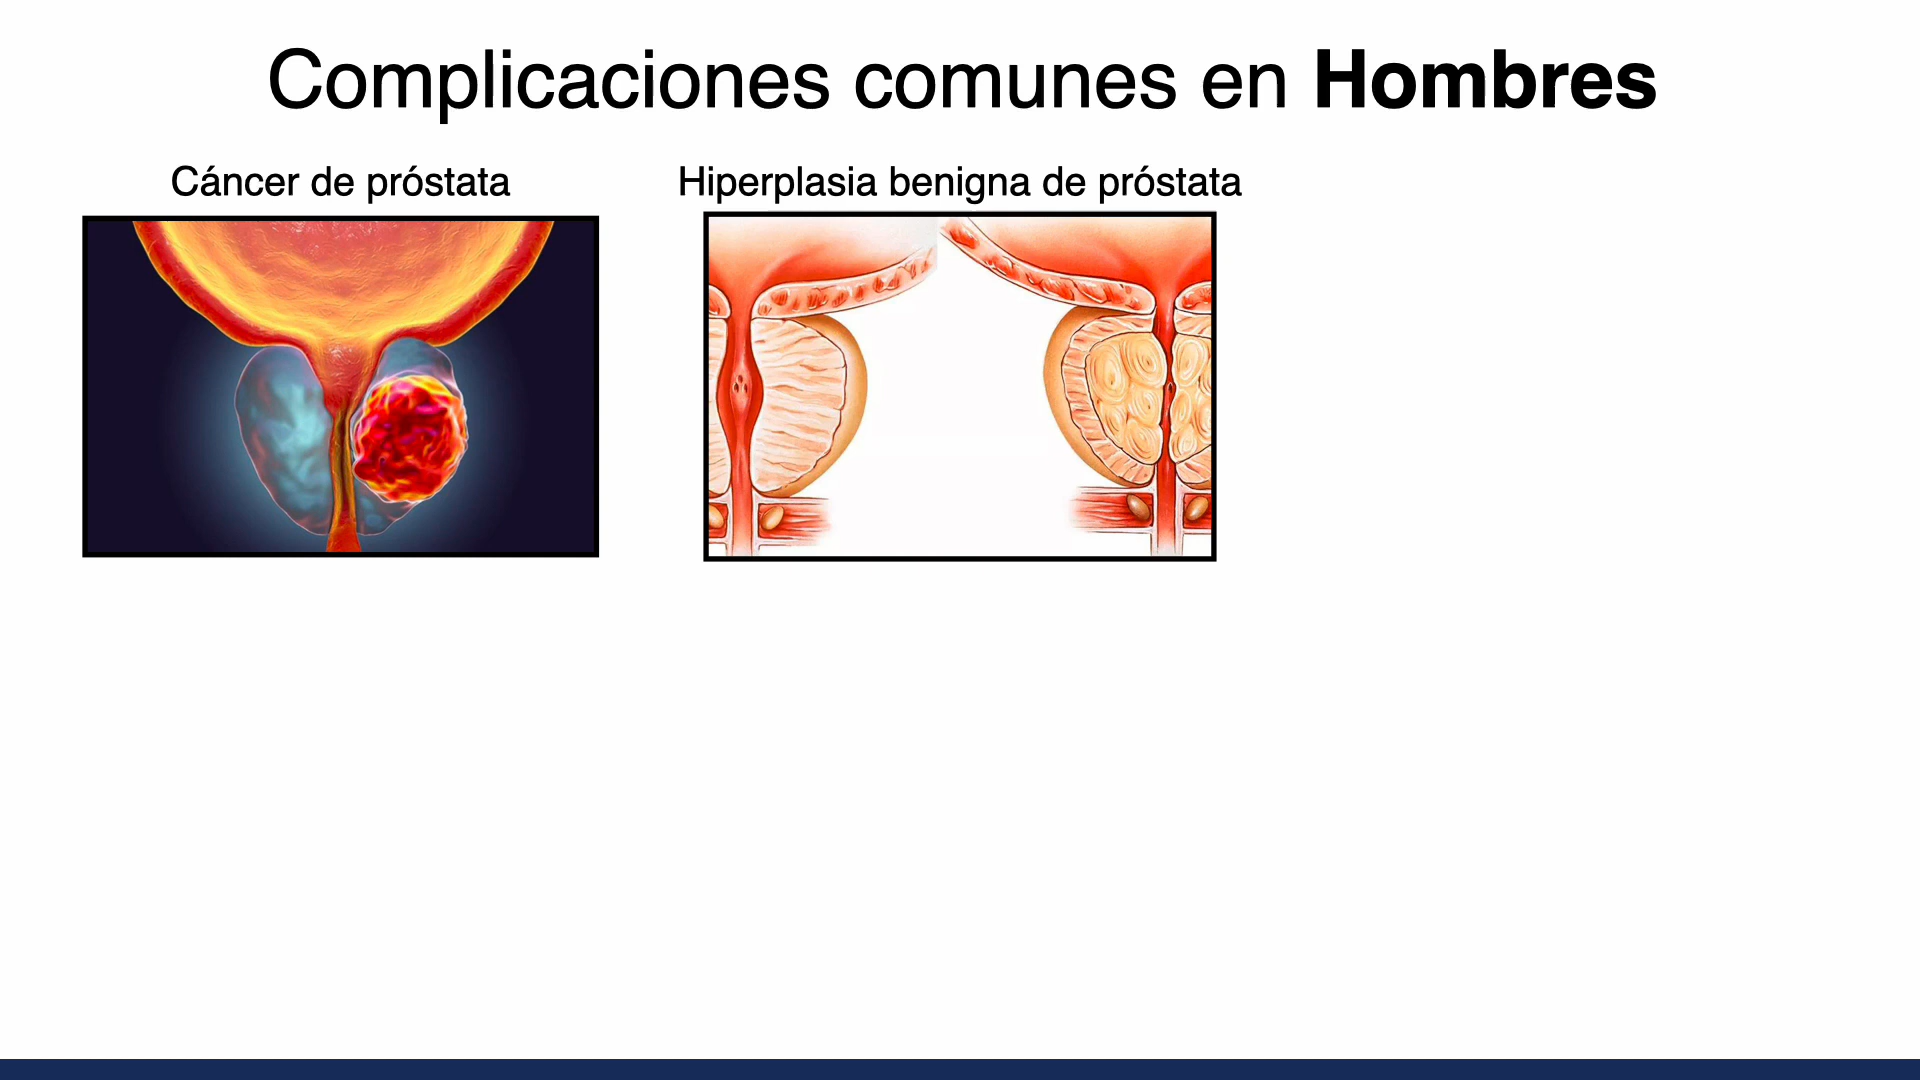 Complicaciones comunes en Hombres
Cáncer de próstata
Hiperplasia benigna de próstata